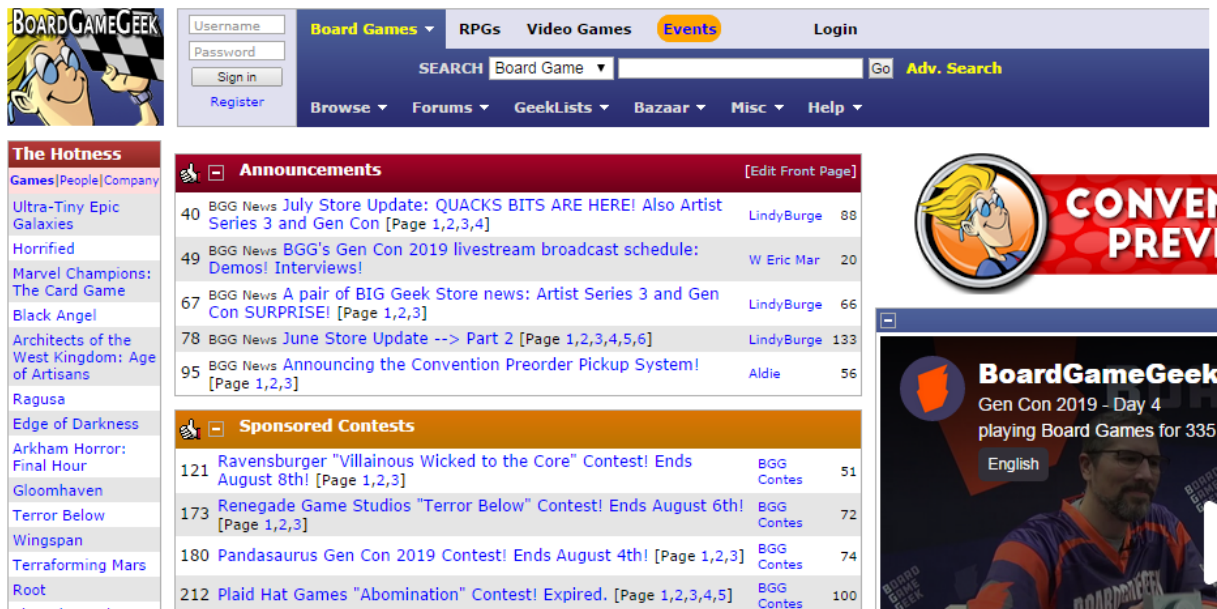 BOARDGAMEGEEK
Username
Password
Sign in
Register
Board Games RPGs Video Games Events Login
SEARCH Board Game Go Adv. Search
Browse Forums GeekLists Bazaar Misc Help
The Hotness
Games|People|Company
Ultra-Tiny Epic
Galaxies
Horrified
Marvel Champions:
The Card Game
Black Angel
Architects of the
West Kingdom: Age
of Artisans
Ragusa
Edge of Darkness
Arkham Horror:
Final Hour
Gloomhaven
Terror Below
Wingspan
Terraforming Mars
Root
Announcements [Edit Front Page]
40 BGG News July Store Update: QUACKS BITS ARE HERE! Also Artist
Series 3 and Gen Con [Page 1,2,3,4] LindyBurge 88
49 BGG News BGG's Gen Con 2019 livestream broadcast schedule:
Demos! Interviews! W Eric Mar 20
67 BGG News A pair of BIG Geek Store news: Artist Series 3 and Gen
Con SURPRISE! [Page 1,2,3] LindyBurge 66
78 BGG News June Store Update --> Part 2 [Page 1,2,3,4,5,6] LindyBurge 133
95 BGG News Announcing the Convention Preorder Pickup System!
[Page 1,2,3] Aldie 56
Sponsored Contests
121 Ravensburger "Villainous Wicked to the Core" Contest! Ends
August 8th! [Page 1,2,3] BGG Contes 51
173 Renegade Game Studios "Terror Below" Contest! Ends August 6th!
[Page 1,2,3] BGG Contes 72
180 Pandasaurus Gen Con 2019 Contest! Ends August 4th! [Page 1,2,3] BGG Contes 74
212 Plaid Hat Games "Abomination" Contest! Expired. [Page 1,2,3,4,5] BGG Contes 100
CONVEN
PREVI
BoardGameGeek
Gen Con 2019 - Day 4
playing Board Games for 335
English
BOARD
GAME
GEEK
BOARDGAMEGEEK